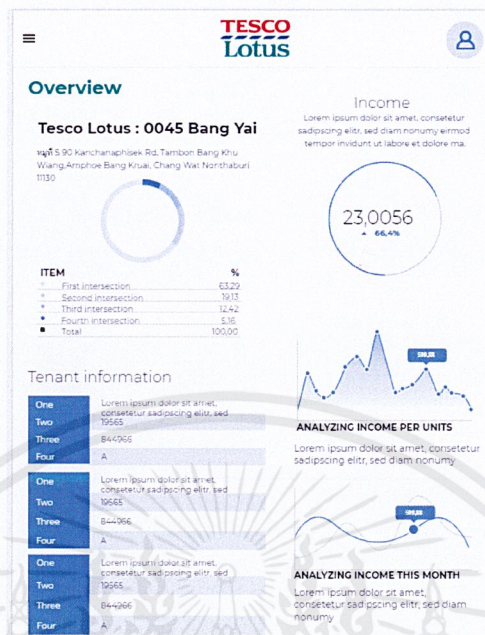 TESCO
Lotus
Overview
Tesco Lotus : 0045 Bang Yai
หมู่ที่ 5 90 Kanchanaphisek Rd, Tambon Bang Khu
Wiang,Amphoe Bang Kruai, Chang Wat Nonthaburi
11130
ITEM %
First intersection 63,29
Second intersection 19,13
Third intersection 12,42
Fourth intersection 5,16
Total 100,00
Income
Lorem ipsum dolor sit amet, consetetur
sadipscing elitr, sed diam nonumy eirmod
tempor invidunt ut labore et dolore ma.
23,0056
66,4%
ANALYZING INCOME PER UNITS
Lorem ipsum dolor sit amet, consetetur
sadipscing elitr, sed diam nonumy
ANALYZING INCOME THIS MONTH
Lorem ipsum dolor sit amet,
consetetur sadipscing elitr, sed diam
nonumy
Tenant information
One Lorem ipsum dolor sit amet,
consetetur sadipscing elitr, sed
Two 19565
Three 844966
Four A
One Lorem ipsum dolor sit amet,
consetetur sadipscing elitr, sed
Two 19565
Three 844966
Four A
One Lorem ipsum dolor sit amet,
consetetur sadipscing elitr, sed
Two 19565
Three 844966
Four A